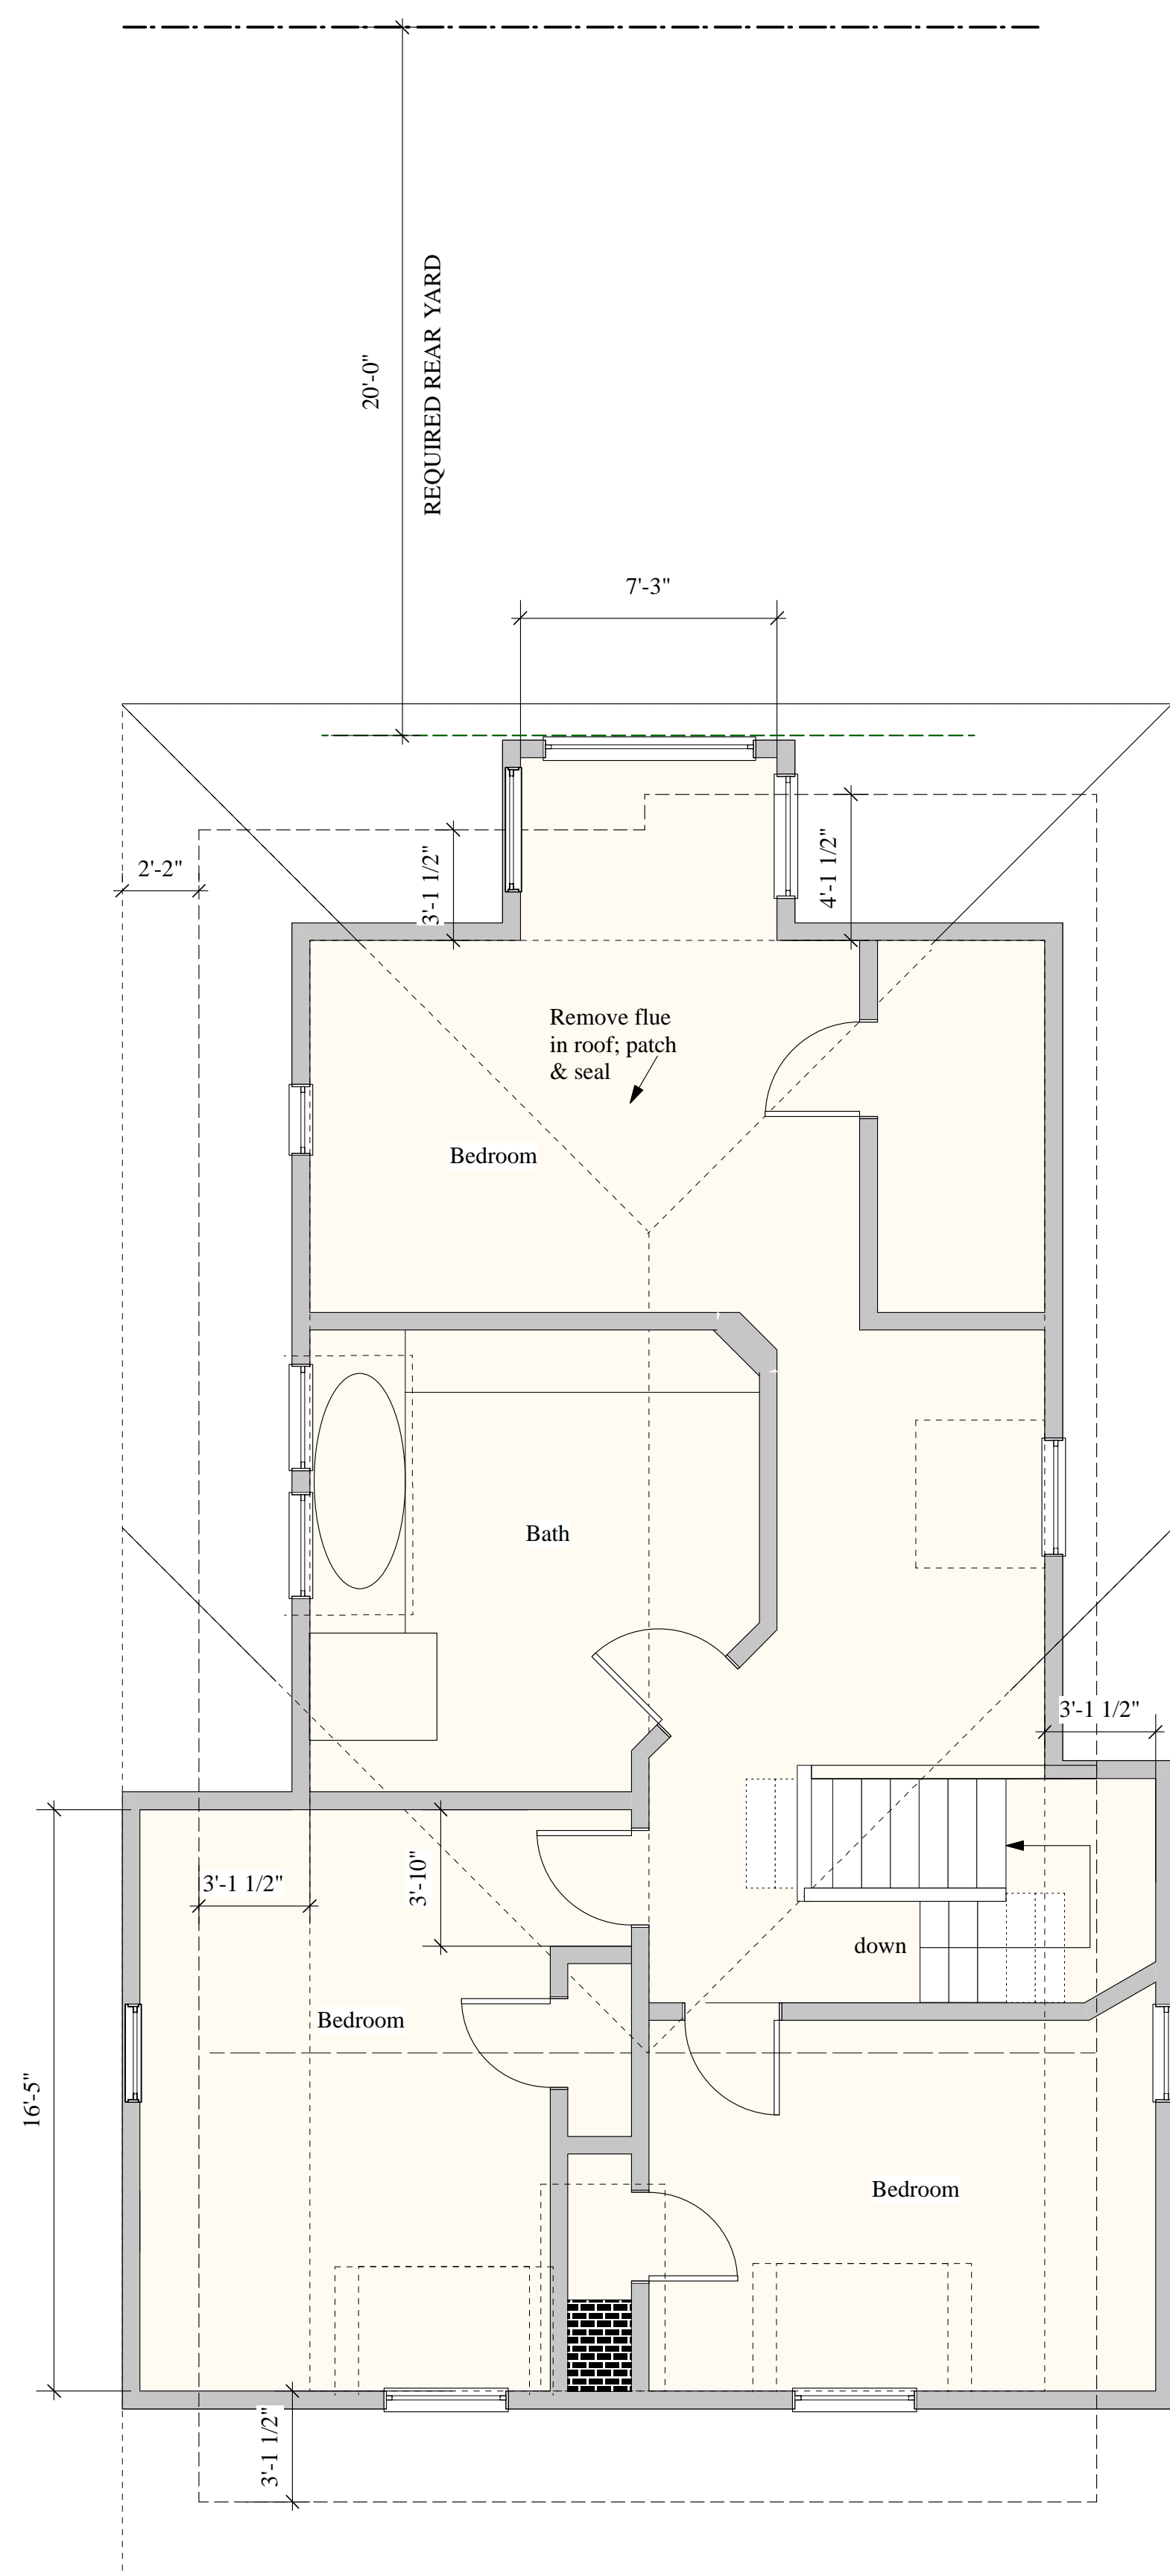 20'-0"
REQUIRED REAR YARD
7'-3"
2'-2"
3'-1 1/2"
4'-1 1/2"
Remove flue
in roof; patch
& seal
Bedroom
Bath
3'-1 1/2"
3'-10"
3'-1 1/2"
down
Bedroom
16'-5"
Bedroom
3'-1 1/2"